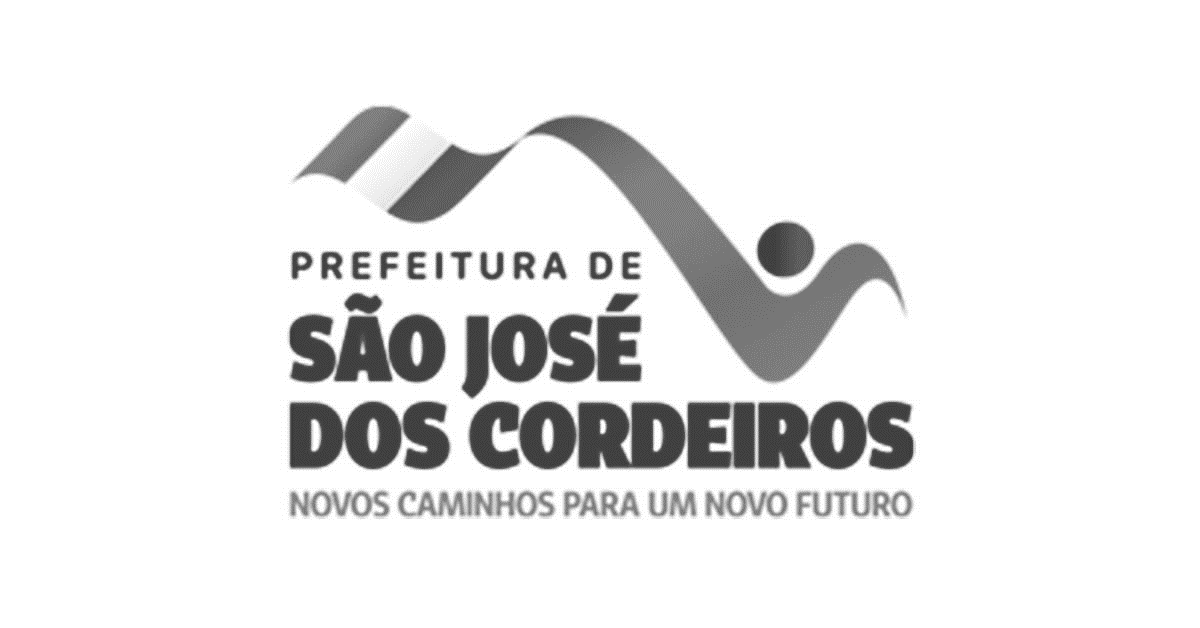 PREFEITURA DE
SÃO JOSÉ
DOS CORDEIROS
NOVOS CAMINHOS PARA UM NOVO FUTURO